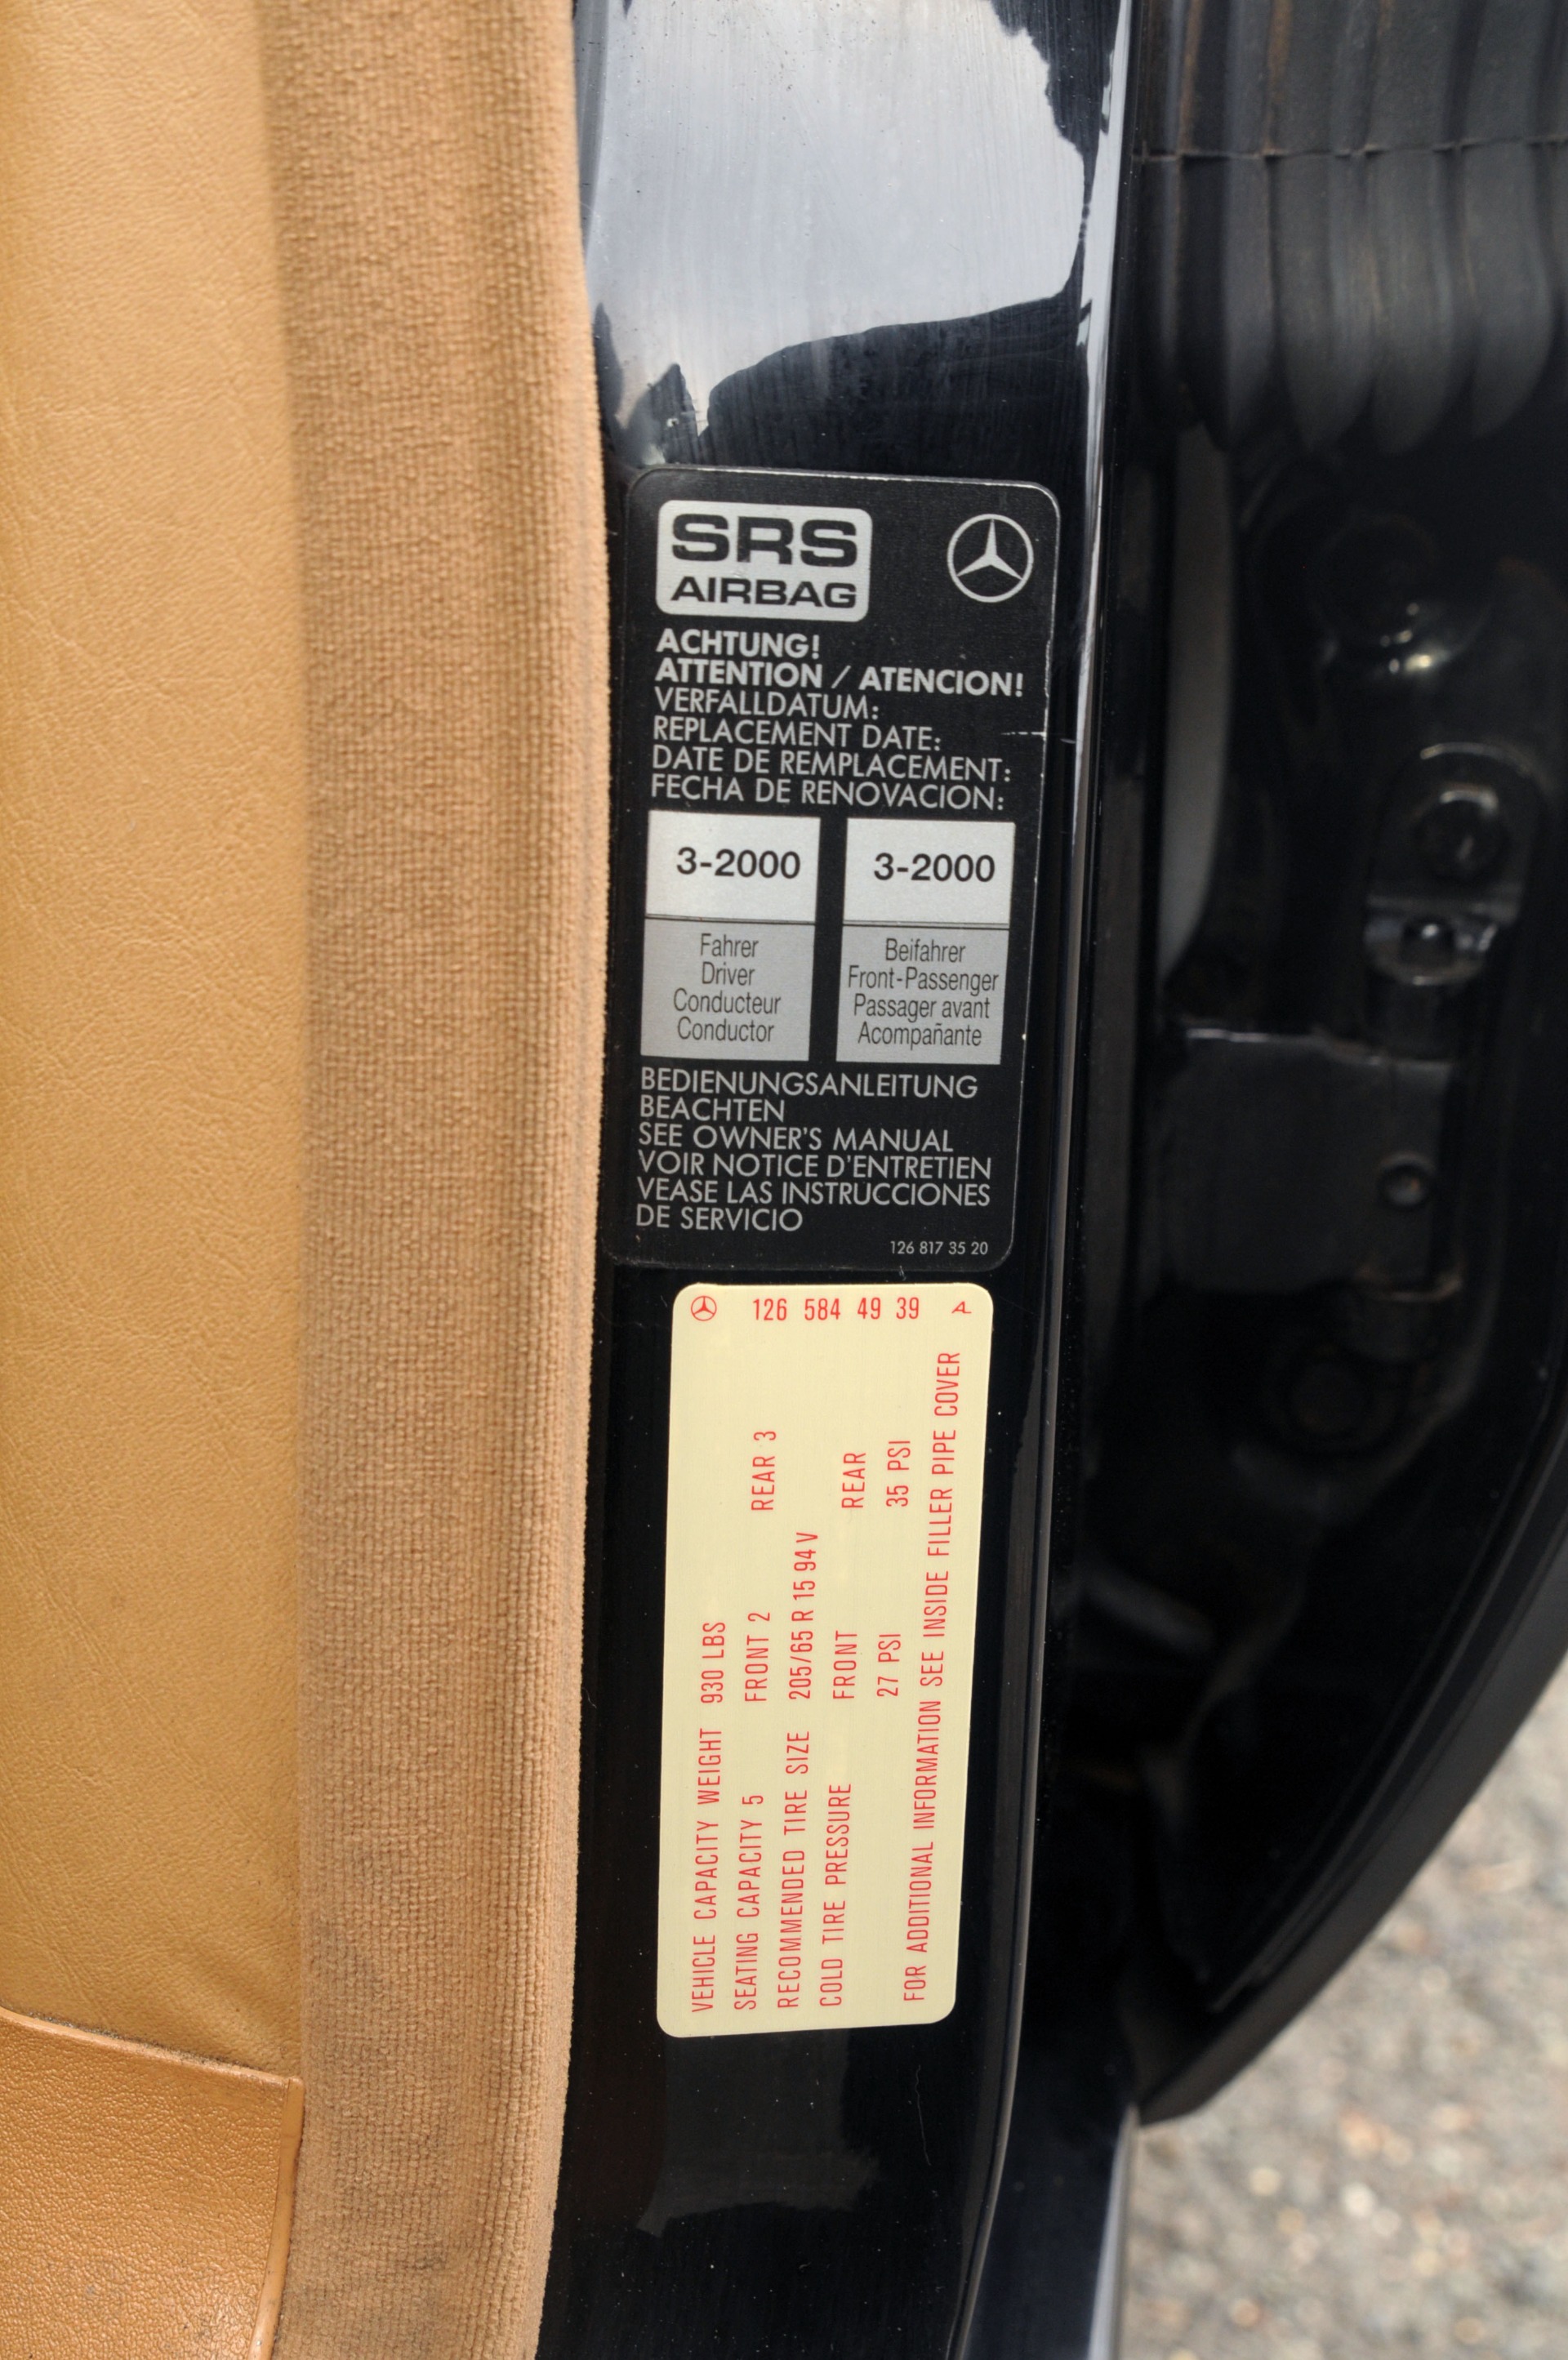 SRS
AIRBAG
ACHTUNG!
ATTENTION / ATENCION!
VERFALLDATUM:
REPLACEMENT DATE:
DATE DE REMPLACEMENT:
FECHA DE RENOVACION:
3-2000
Fahrer
Driver
Conducteur
Conductor
3-2000
Beifahrer
Front-Passenger
Passager avant
Acompañante
BEDIENUNGSANLEITUNG
BEACHTEN
SEE OWNER'S MANUAL
VOIR NOTICE D'ENTRETIEN
VEASE LAS INSTRUCCIONES
DE SERVICIO
126 817 35 20
126 584 49 39 A
VEHICLE CAPACITY WEIGHT 930 LBS
SEATING CAPACITY 5 FRONT 2 REAR 3
RECOMMENDED TIRE SIZE 205/65 R 15 94 V
COLD TIRE PRESSURE FRONT REAR
27 PSI 35 PSI
FOR ADDITIONAL INFORMATION SEE INSIDE FILLER PIPE COVER